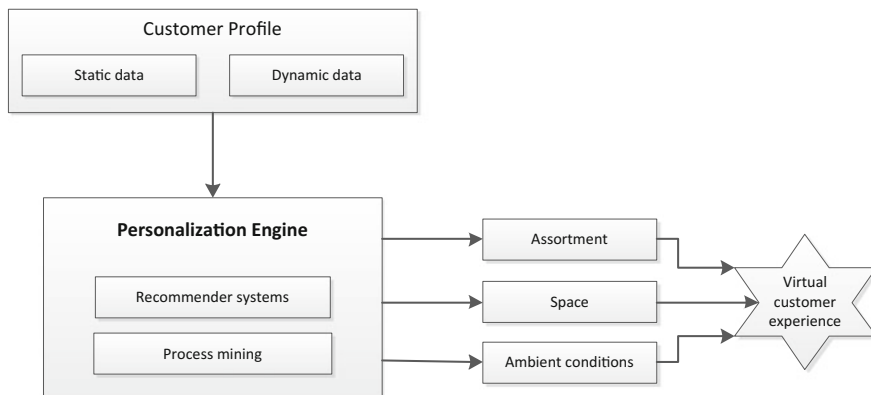 Customer Profile
Static data
Dynamic data
Personalization Engine
Recommender systems
Process mining
Assortment
Space
Ambient conditions
Virtual
customer
experience